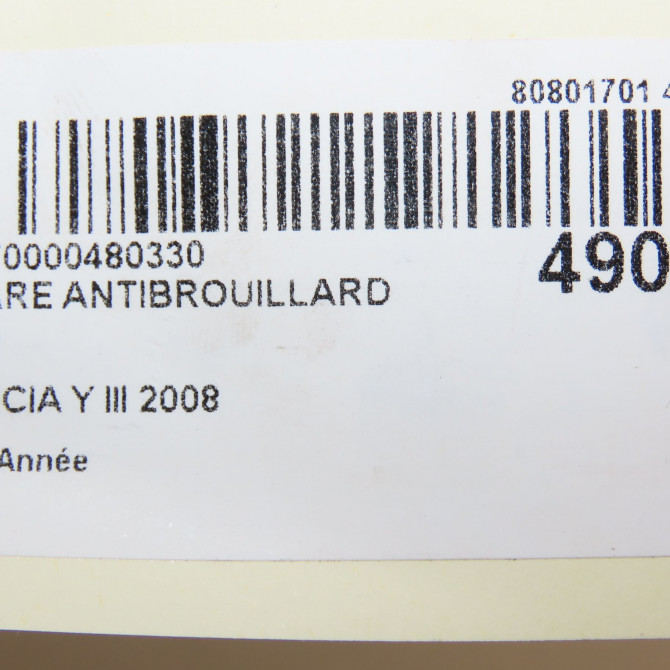 80801701 4
0000480330
490
ARE ANTIBROUILLARD
CIA Y III 2008
Année